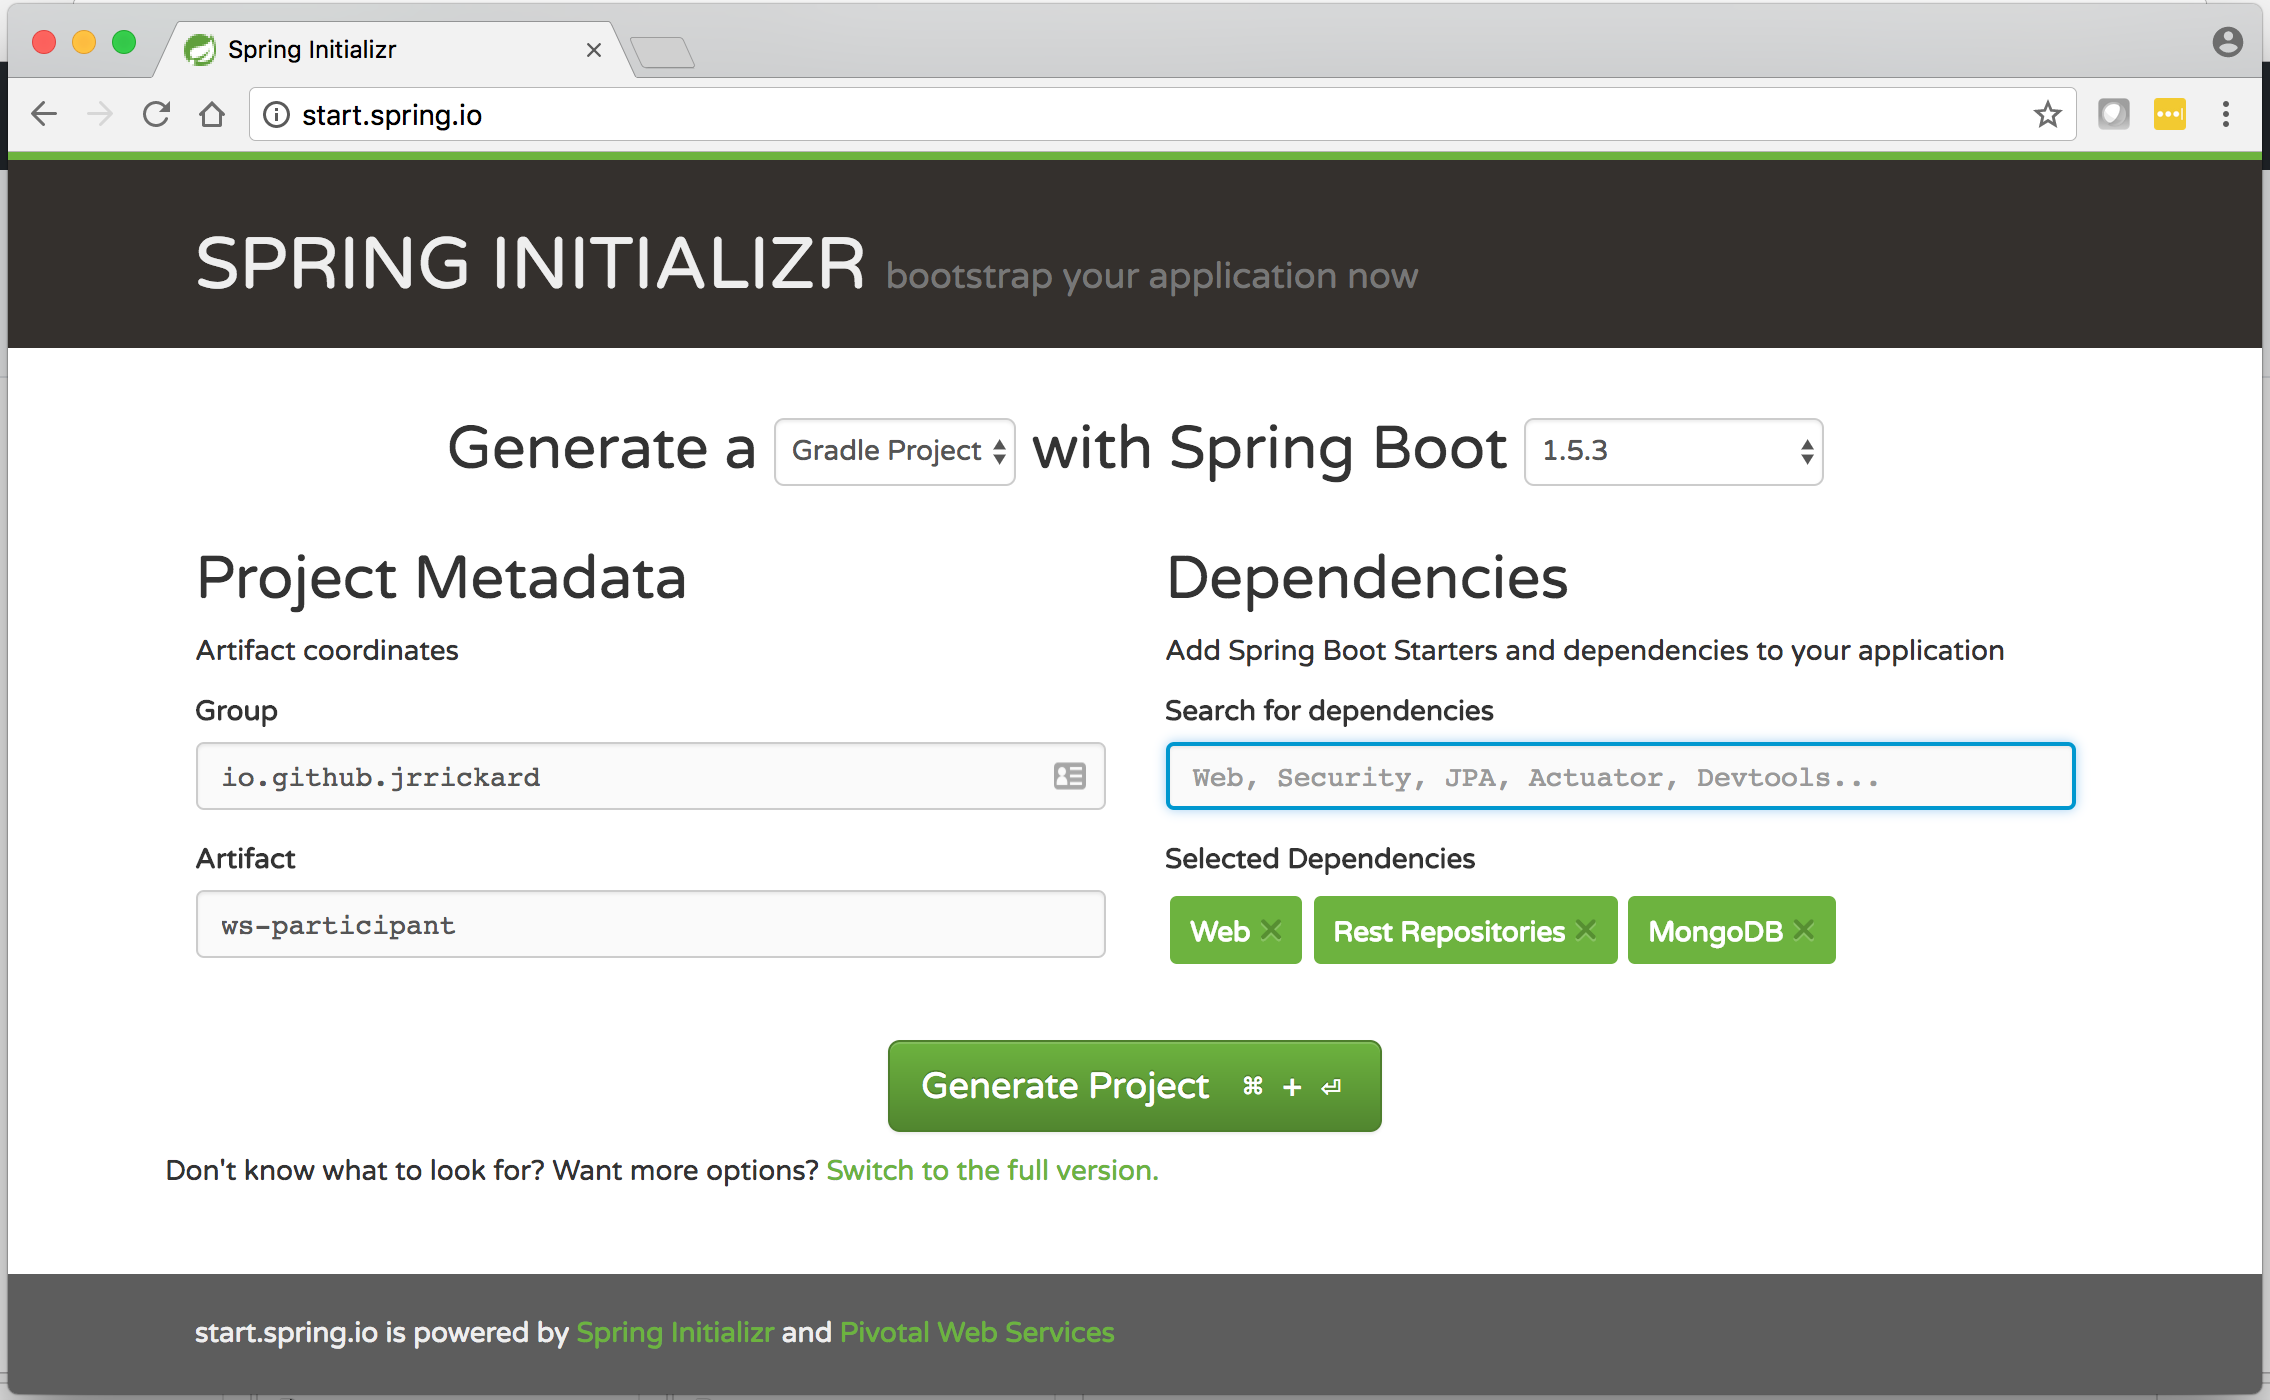 Spring Initializr
start.spring.io
SPRING INITIALIZR bootstrap your application now
Generate a Gradle Project with Spring Boot 1.5.3
Project Metadata
Artifact coordinates
Group
io.github.jrrickard
Artifact
ws-participant
Dependencies
Add Spring Boot Starters and dependencies to your application
Search for dependencies
Web, Security, JPA, Actuator, Devtools...
Selected Dependencies
Web Rest Repositories MongoDB
Generate Project ⌘ + ⏎
Don't know what to look for? Want more options? Switch to the full version.
start.spring.io is powered by Spring Initializr and Pivotal Web Services